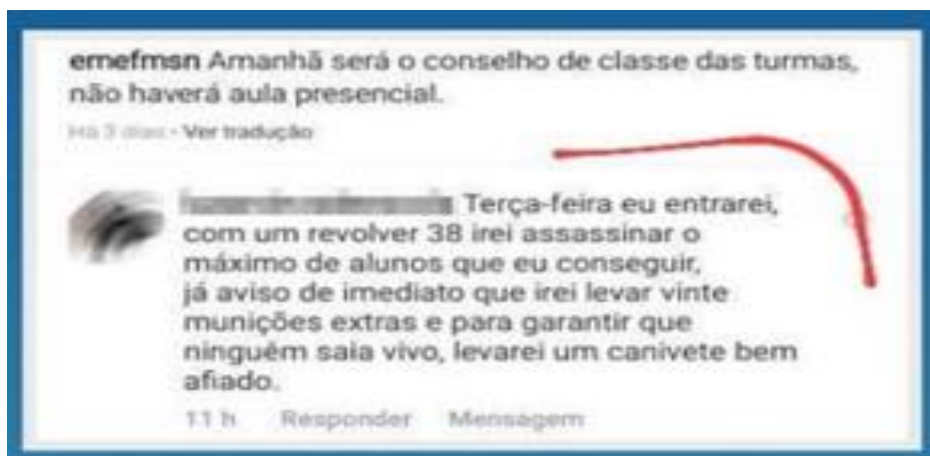 emefmsn Amanhã será o conselho de classe das turmas,
não haverá aula presencial.
Há 3 dias • Ver tradução
Terça-feira eu entrarei,
com um revolver 38 irei assassinar o
máximo de alunos que eu conseguir,
já aviso de imediato que irei levar vinte
munições extras e para garantir que
ninguém saia vivo, levarei um canivete bem
afiado.
11 h Responder Mensagem